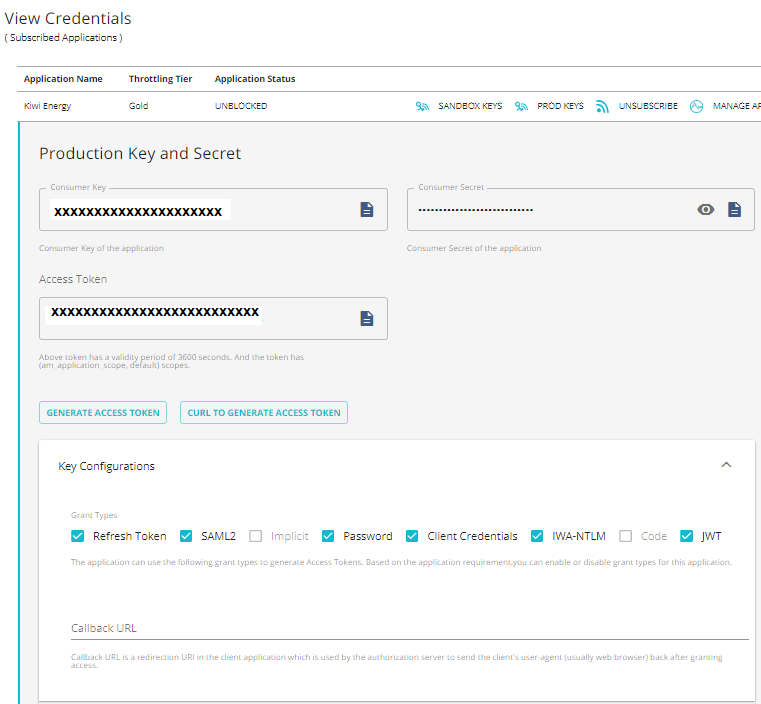 View Credentials
( Subscribed Applications )
Application Name Throttling Tier Application Status
Kiwi Energy Gold UNBLOCKED SANDBOX KEYS PROD KEYS UNSUBSCRIBE MANAGE AP
Production Key and Secret
Consumer Key Consumer Secret
XXXXXXXXXXXXXXXXXXXXX ••••••••••••••••••••••••••••
Consumer Key of the application Consumer Secret of the application
Access Token
XXXXXXXXXXXXXXXXXXXXXXXXXX
Above token has a validity period of 3600 seconds. And the token has
(am_application_scope, default) scopes.
GENERATE ACCESS TOKEN CURL TO GENERATE ACCESS TOKEN
Key Configurations
Grant Types
Refresh Token SAML2 Implicit Password Client Credentials IWA-NTLM Code JWT
The application can use the following grant types to generate Access Tokens. Based on the application requirement,you can enable or disable grant types for this application.
Callback URL
Callback URL is a redirection URI in the client application which is used by the authorization server to send the client's user-agent (usually web browser) back after granting
access.